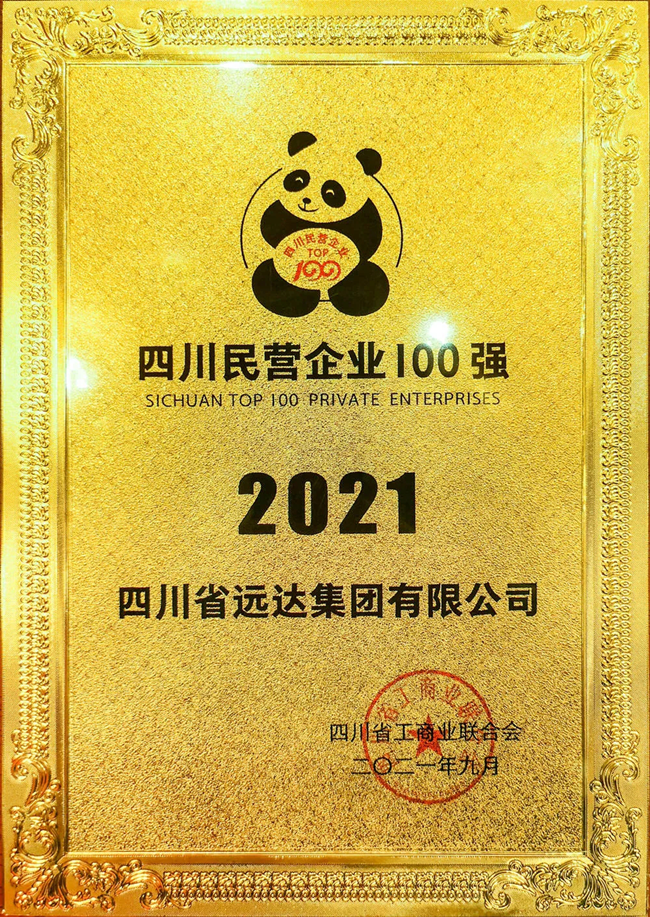 四川民营企业
TOP
100
四川民营企业100强
SICHUAN TOP 100 PRIVATE ENTERPRISES
2021
四川省远达集团有限公司
四川省工商业联合会
二〇二一年九月